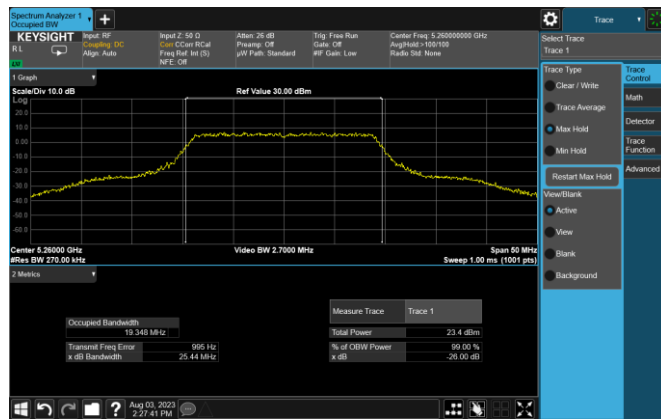 Spectrum Analyzer 1
Occupied BW
+
Trace
KEYSIGHT
RL
LXI
Input: RF
Coupling: DC
Align: Auto
Input Z: 50 Ω
Corr CCorr RCal
Freq Ref: Int (S)
NFE: Off
Atten: 26 dB
Preamp: Off
µW Path: Standard
Trig: Free Run
Gate: Off
#IF Gain: Low
Center Freq: 5.260000000 GHz
Avg|Hold:>100/100
Radio Std: None
Select Trace
Trace 1
1 Graph
Scale/Div 10.0 dB
Ref Value 30.00 dBm
Log
20.0
10.0
0.00
-10.0
-20.0
-30.0
-40.0
-50.0
-60.0
Center 5.26000 GHz
#Res BW 270.00 kHz
Video BW 2.7000 MHz
Span 50 MHz
Sweep 1.00 ms (1001 pts)
2 Metrics
Occupied Bandwidth
19.348 MHz
Transmit Freq Error 995 Hz
x dB Bandwidth 25.44 MHz
Measure Trace Trace 1
Total Power 23.4 dBm
% of OBW Power 99.00 %
x dB -26.00 dB
Trace Type
Clear / Write
Trace Average
Max Hold
Min Hold
Restart Max Hold
View/Blank
Active
View
Blank
Background
Trace
Control
Math
Detector
Trace
Function
Advanced
?
Aug 03, 2023
2:27:41 PM